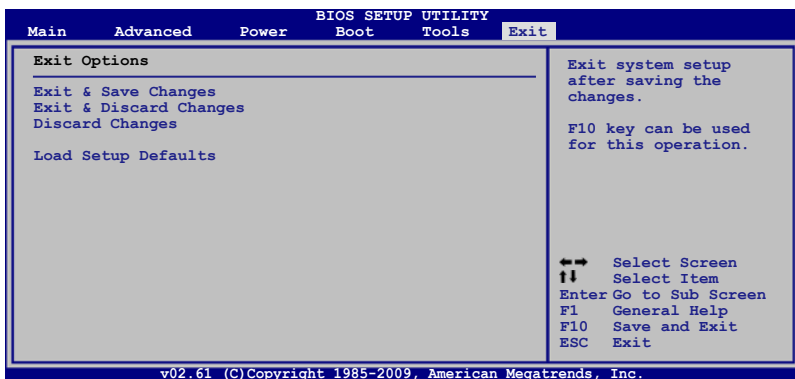 BIOS SETUP UTILITY
Main Advanced Power Boot Tools Exit
Exit Options
Exit & Save Changes
Exit & Discard Changes
Discard Changes
Load Setup Defaults
Exit system setup
after saving the
changes.
F10 key can be used
for this operation.
←→ Select Screen
↑↓ Select Item
Enter Go to Sub Screen
F1 General Help
F10 Save and Exit
ESC Exit
v02.61 (C)Copyright 1985-2009, American Megatrends, Inc.